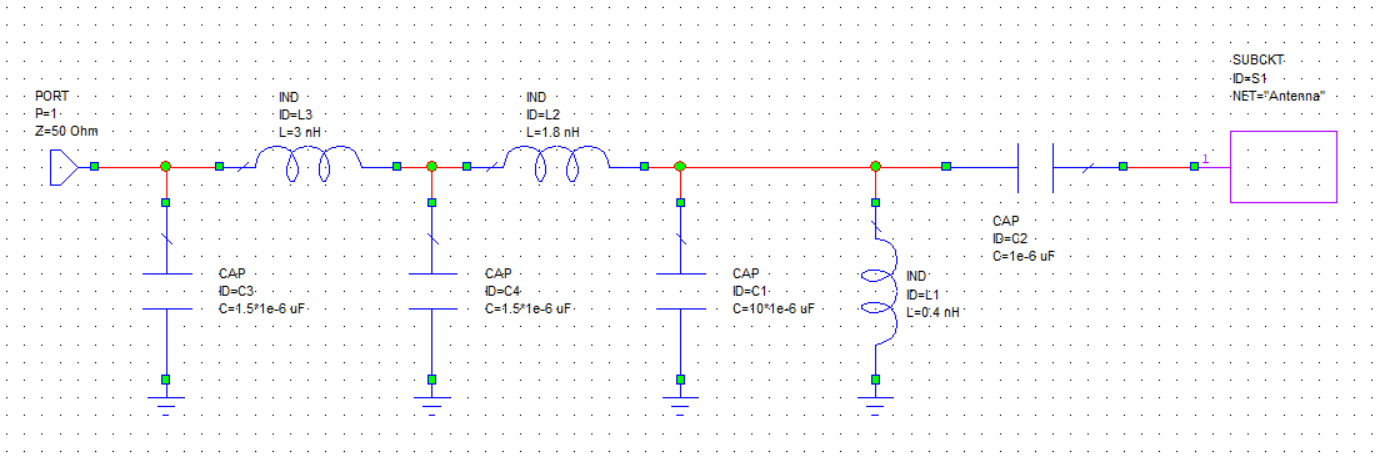 SUBCKT
ID=S1
NET="Antenna"
PORT
P=1
Z=50 Ohm
IND
ID=L3
L=3 nH
IND
ID=L2
L=1.8 nH
1
CAP
ID=C2
C=1e-6 uF
CAP
ID=C3
C=1.5*1e-6 uF
CAP
ID=C4
C=1.5*1e-6 uF
CAP
ID=C1
C=10*1e-6 uF
IND
ID=L1
L=0.4 nH